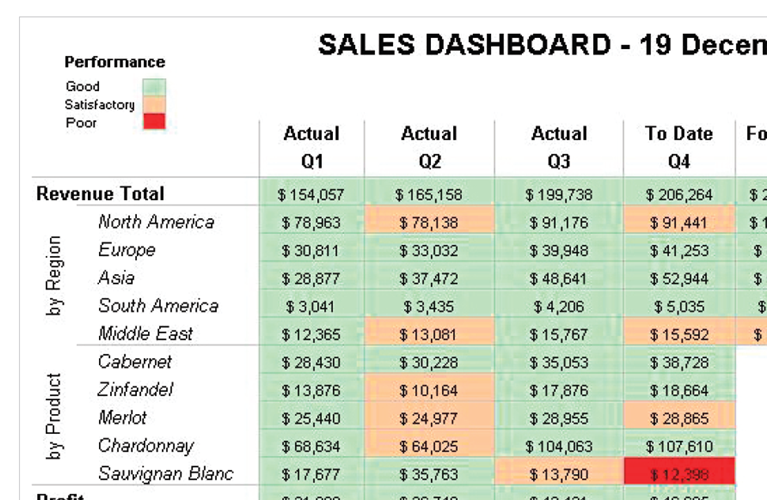 SALES DASHBOARD - 19 Decem
Performance
Good
Satisfactory
Poor
Actual Actual Actual To Date Fo
Q1 Q2 Q3 Q4
Revenue Total $ 154,057 $ 165,158 $ 199,738 $ 206,264 $ 2
by Region
North America $ 78,963 $ 78,138 $ 91,176 $ 91,441 $ 1
Europe $ 30,811 $ 33,032 $ 39,948 $ 41,253 $
Asia $ 28,877 $ 37,472 $ 48,641 $ 52,944 $
South America $ 3,041 $ 3,435 $ 4,206 $ 5,035 $
Middle East $ 12,365 $ 13,081 $ 15,767 $ 15,592 $
by Product
Cabernet $ 28,430 $ 30,228 $ 35,053 $ 38,728
Zinfandel $ 13,876 $ 10,164 $ 17,876 $ 18,664
Merlot $ 25,440 $ 24,977 $ 28,955 $ 28,865
Chardonnay $ 68,634 $ 64,025 $ 104,063 $ 107,610
Sauvignan Blanc $ 17,677 $ 35,763 $ 13,790 $ 12,398
Profit